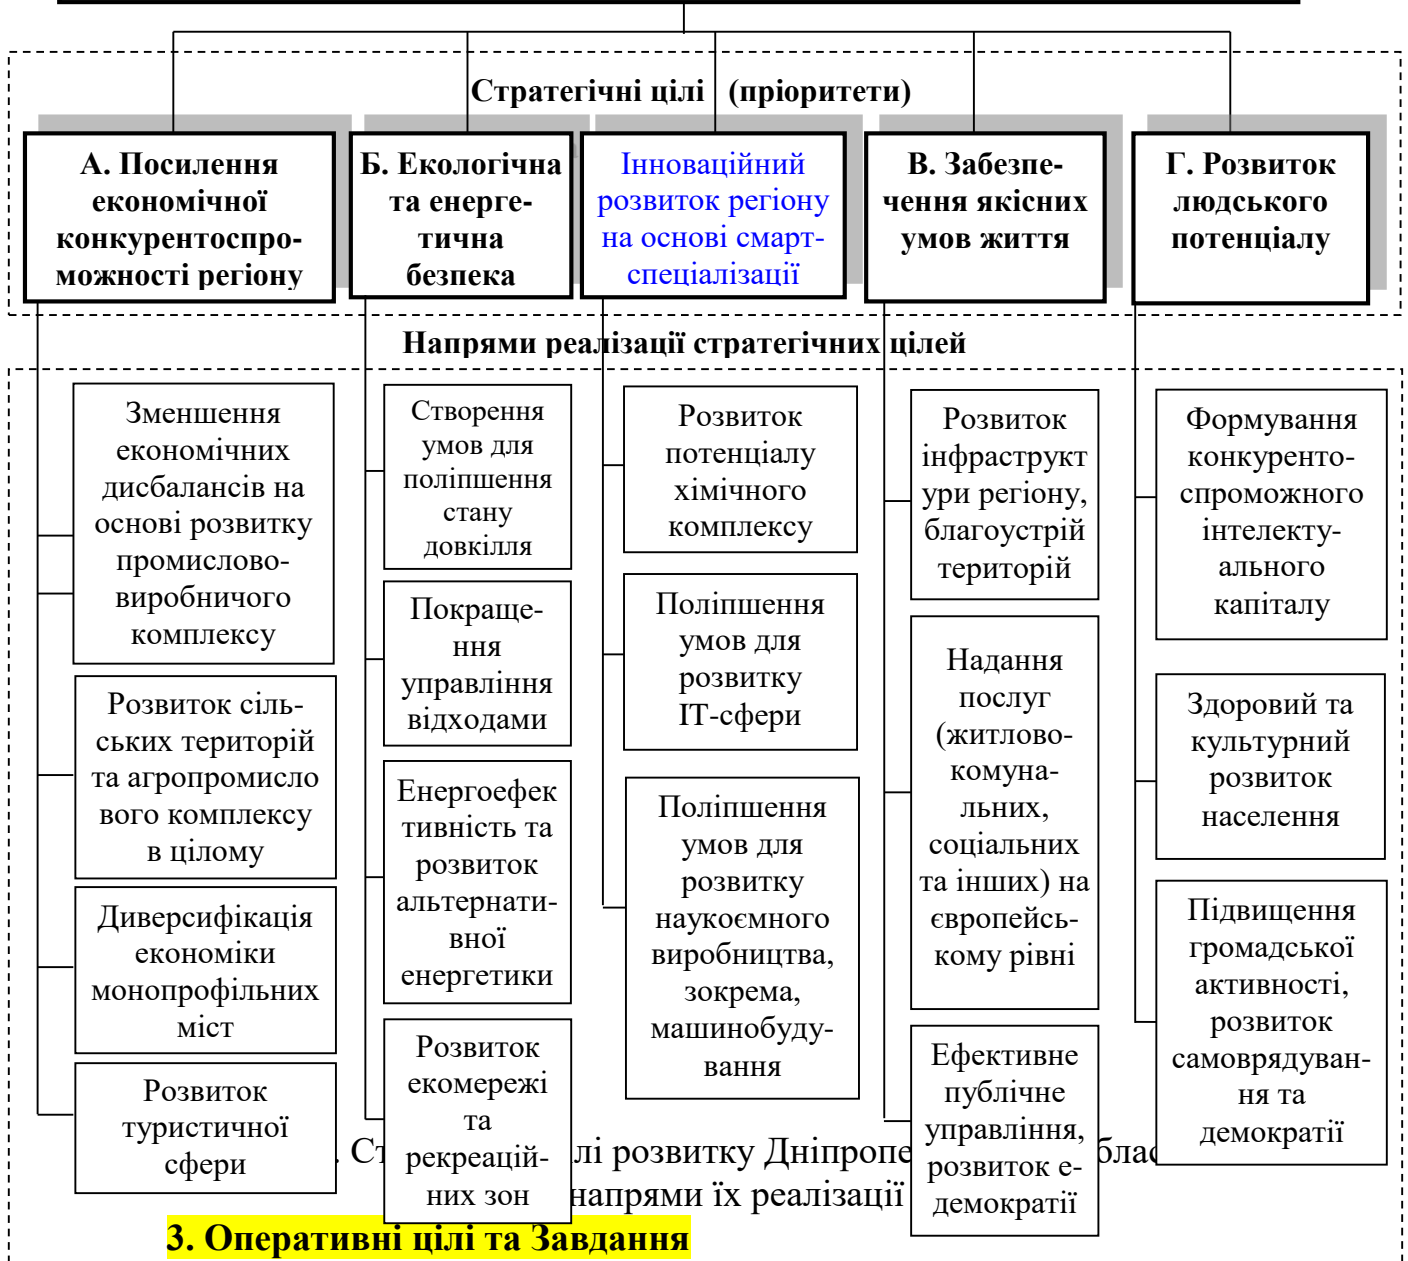 Стратегічні цілі (пріоритети)
А. Посилення
економічної
конкурентоспро-
можності регіону
Б. Екологічна
та енерге-
тична
безпека
Інноваційний
розвиток регіону
на основі смарт-
спеціалізації
В. Забезпе-
чення якісних
умов життя
Г. Розвиток
людського
потенціалу
Напрями реалізації стратегічних цілей
Зменшення
економічних
дисбалансів на
основі розвитку
промислово-
виробничого
комплексу
Розвиток сіль-
ських територій
та агропромисло
вого комплексу
в цілому
Диверсифікація
економіки
монопрофільних
міст
Розвиток
туристичної
сфери
Створення
умов для
поліпшення
стану
довкілля
Покраще-
ння
управління
відходами
Енергоефек
тивність та
розвиток
альтернати-
вної
енергетики
Розвиток
екомережі
та
рекреацій-
них зон
Розвиток
потенціалу
хімічного
комплексу
Поліпшення
умов для
розвитку
ІТ-сфери
Поліпшення
умов для
розвитку
наукоємного
виробництва,
зокрема,
машинобуду-
вання
Розвиток
інфраструкт
ури регіону,
благоустрій
територій
Надання
послуг
(житлово-
комуна-
льних,
соціальних
та інших) на
європейсь-
кому рівні
Ефективне
публічне
управління,
розвиток е-
демократії
Формування
конкуренто-
спроможного
інтелекту-
ального
капіталу
Здоровий та
культурний
розвиток
населення
Підвищення
громадської
активності,
розвиток
самоврядуван-
ня та
демократії
. Ст лі розвитку Дніпропе блас
напрями їх реалізації
3. Оперативні цілі та Завдання